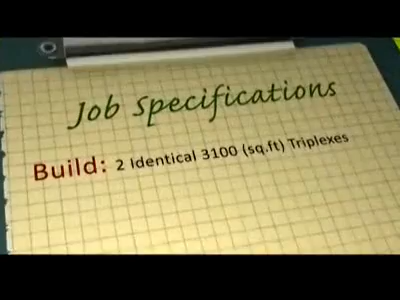 Job Specifications
Build: 2 Identical 3100 (sq.ft) Triplexes